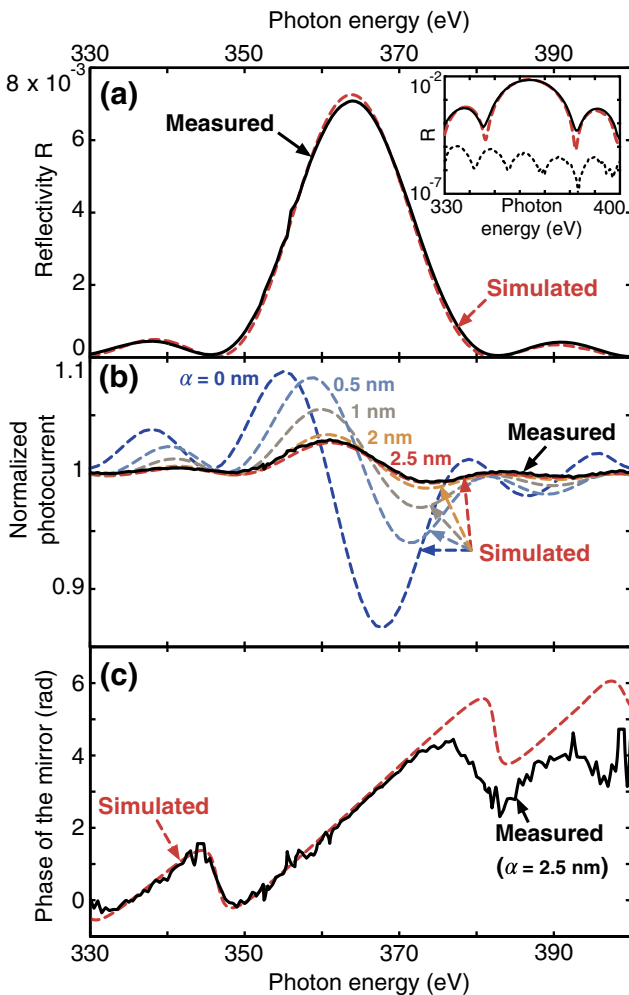 Photon energy (eV)
330 350 370 390
8 x 10⁻³
(a)
Measured
6
4
2
0
Reflectivity R
Simulated
10⁻²
R
10⁻⁷
330 400
Photon
energy (eV)
1.1
(b)
α = 0 nm
0.5 nm
1 nm
2 nm
2.5 nm
Measured
1
Normalized
photocurrent
Simulated
0.9
(c)
6
4
2
0
Phase of the mirror (rad)
Simulated
Measured
(α = 2.5 nm)
330 350 370 390
Photon energy (eV)